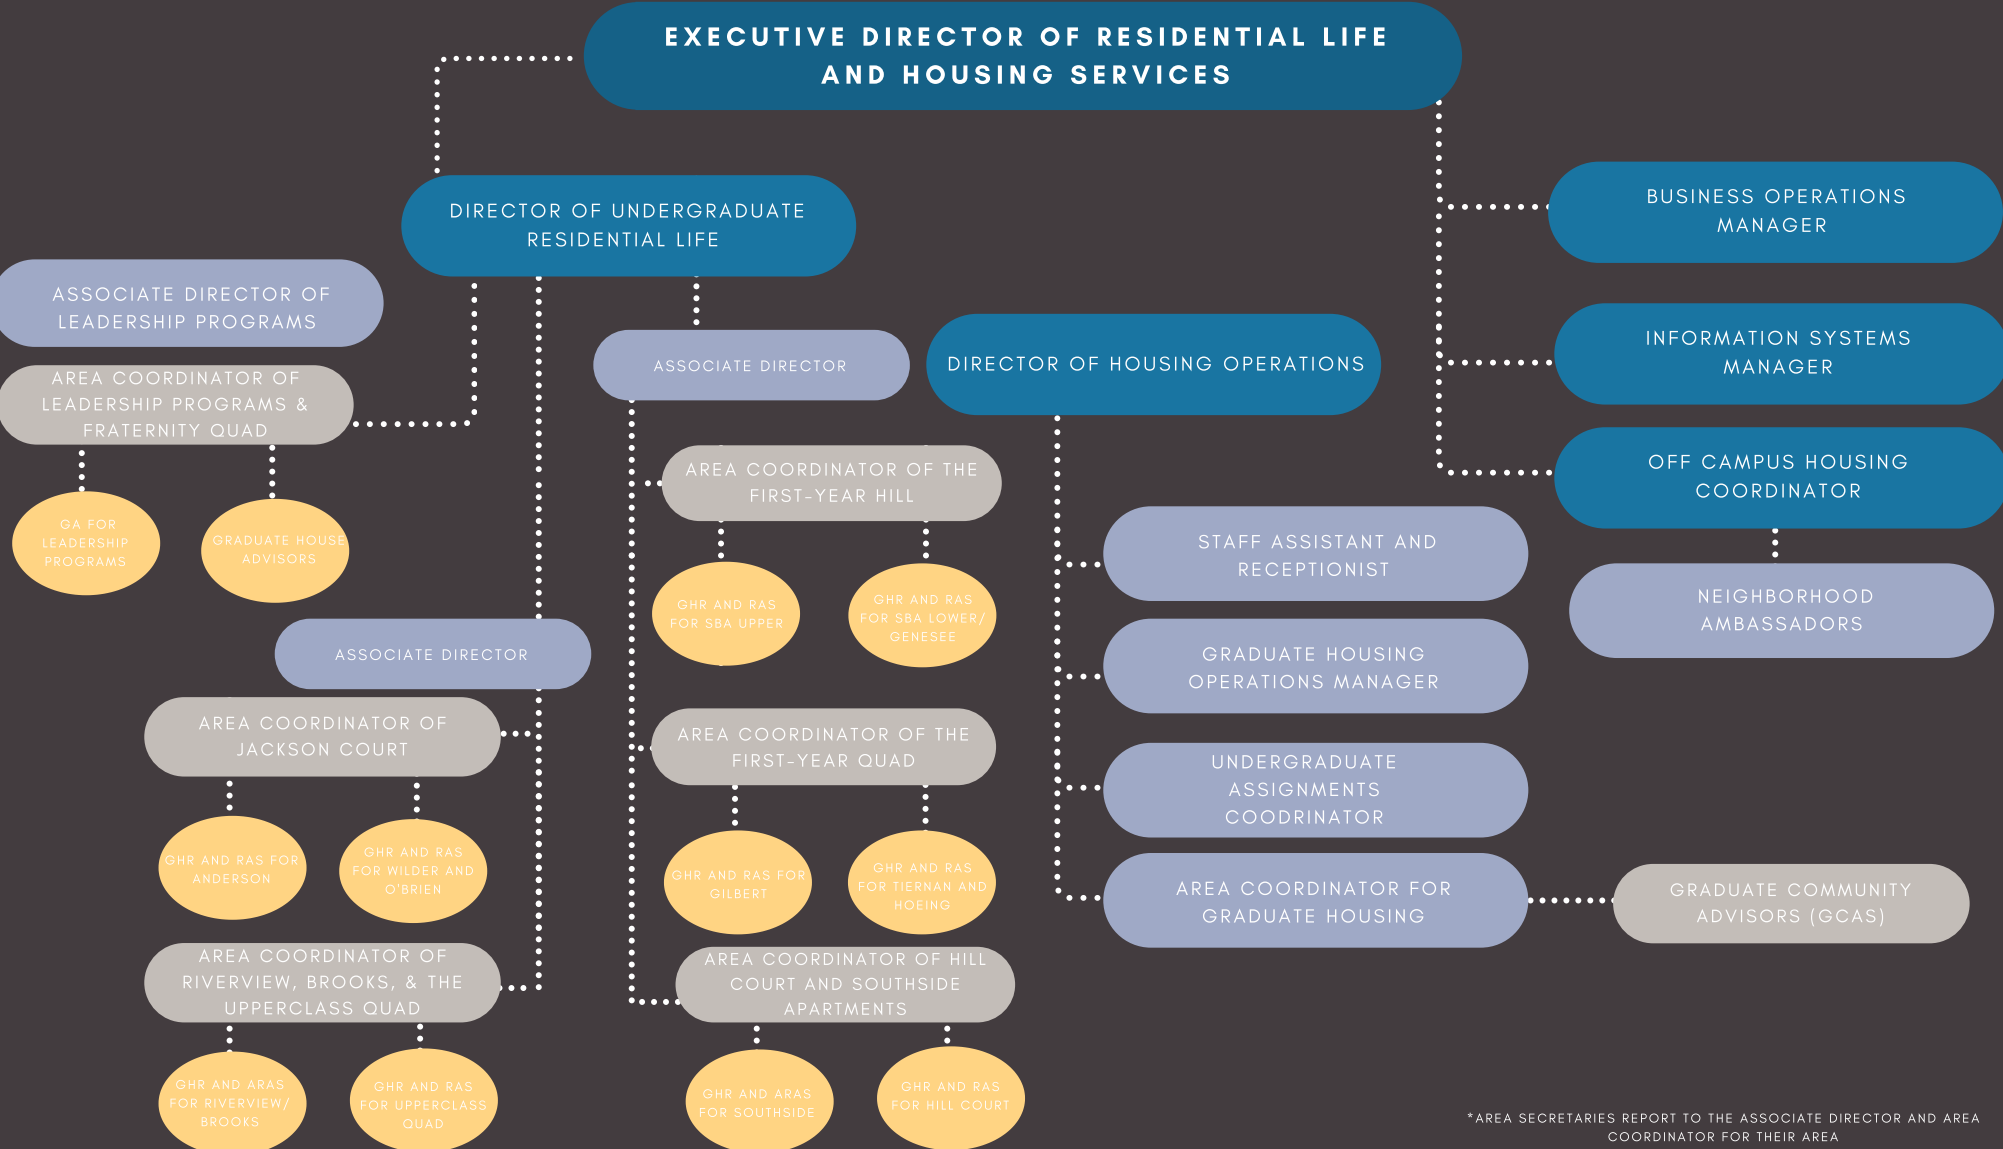 EXECUTIVE DIRECTOR OF RESIDENTIAL LIFE
AND HOUSING SERVICES
DIRECTOR OF UNDERGRADUATE
RESIDENTIAL LIFE
BUSINESS OPERATIONS
MANAGER
ASSOCIATE DIRECTOR OF
LEADERSHIP PROGRAMS
AREA COORDINATOR OF
LEADERSHIP PROGRAMS &
FRATERNITY QUAD
GA FOR
LEADERSHIP
PROGRAMS
GRADUATE HOUSE
ADVISORS
ASSOCIATE DIRECTOR
AREA COORDINATOR OF
JACKSON COURT
GHR AND RAS FOR
ANDERSON
GHR AND RAS
FOR WILDER AND
O'BRIEN
AREA COORDINATOR OF
RIVERVIEW, BROOKS, & THE
UPPERCLASS QUAD
GHR AND ARAS
FOR RIVERVIEW/
BROOKS
GHR AND RAS
FOR UPPERCLASS
QUAD
ASSOCIATE DIRECTOR
AREA COORDINATOR OF THE
FIRST-YEAR HILL
GHR AND RAS
FOR SBA UPPER
GHR AND RAS
FOR SBA LOWER/
GENESEE
AREA COORDINATOR OF THE
FIRST-YEAR QUAD
GHR AND RAS FOR
GILBERT
GHR AND RAS
FOR TIERNAN AND
HOEING
AREA COORDINATOR OF HILL
COURT AND SOUTHSIDE
APARTMENTS
GHR AND ARAS
FOR SOUTHSIDE
GHR AND RAS
FOR HILL COURT
DIRECTOR OF HOUSING OPERATIONS
STAFF ASSISTANT AND
RECEPTIONIST
GRADUATE HOUSING
OPERATIONS MANAGER
UNDERGRADUATE
ASSIGNMENTS
COODRINATOR
AREA COORDINATOR FOR
GRADUATE HOUSING
GRADUATE COMMUNITY
ADVISORS (GCAS)
INFORMATION SYSTEMS
MANAGER
OFF CAMPUS HOUSING
COORDINATOR
NEIGHBORHOOD
AMBASSADORS
*AREA SECRETARIES REPORT TO THE ASSOCIATE DIRECTOR AND AREA
COORDINATOR FOR THEIR AREA